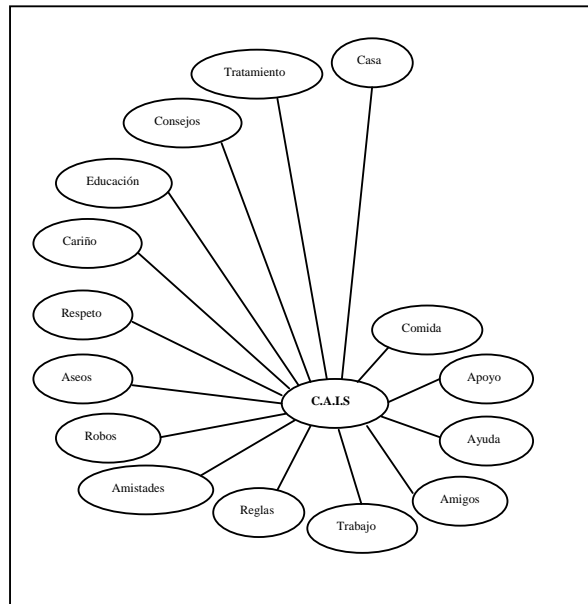 Casa
Tratamiento
Consejos
Educación
Cariño
Respeto
Comida
Apoyo
Aseos
C.A.I.S
Robos
Ayuda
Amistades
Amigos
Reglas
Trabajo